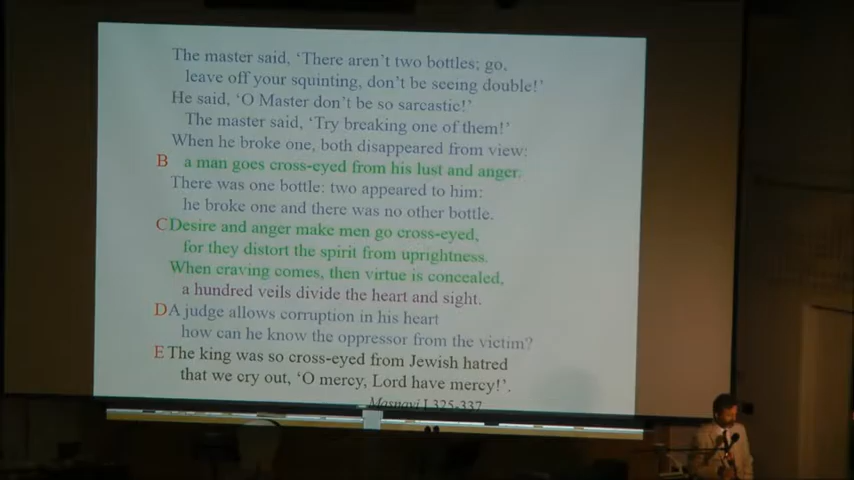 The master said, ‘There aren’t two bottles; go,
leave off your squinting, don’t be seeing double!’
He said, ‘O Master don’t be so sarcastic!’
The master said, ‘Try breaking one of them!’
When he broke one, both disappeared from view:
B a man goes cross-eyed from his lust and anger.
There was one bottle: two appeared to him:
he broke one and there was no other bottle.
C Desire and anger make men go cross-eyed,
for they distort the spirit from uprightness.
When craving comes, then virtue is concealed,
a hundred veils divide the heart and sight.
D A judge allows corruption in his heart
how can he know the oppressor from the victim?
E The king was so cross-eyed from Jewish hatred
that we cry out, ‘O mercy, Lord have mercy!’.
Masnavi I 325-337